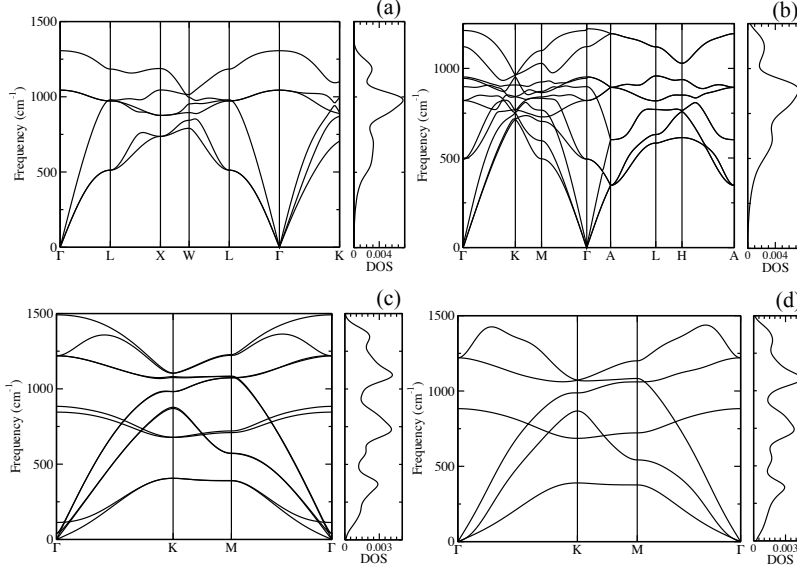 (a)
1500
1000
500
0
Frequency (cm-1)
Γ L X W L Γ K
0 0.004
DOS
(b)
1000
500
0
Frequency (cm-1)
Γ K M Γ A L H A
0 0.004
DOS
(c)
1500
1000
500
0
Frequency (cm-1)
Γ K M Γ
0 0.003
DOS
(d)
1500
1000
500
0
Frequency (cm-1)
Γ K M Γ
0 0.003
DOS